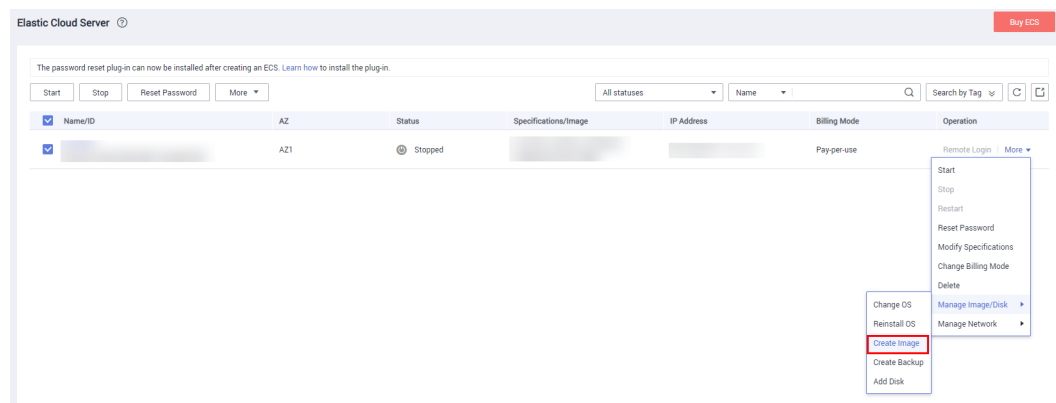 Elastic Cloud Server ?
Buy ECS
The password reset plug-in can now be installed after creating an ECS. Learn how to install the plug-in.
Start Stop Reset Password More All statuses Name Search by Tag
Name/ID AZ Status Specifications/Image IP Address Billing Mode Operation
AZ1 Stopped Pay-per-use Remote Login More
Start
Stop
Restart
Reset Password
Modify Specifications
Change Billing Mode
Delete
Manage Image/Disk
Manage Network
Change OS
Reinstall OS
Create Image
Create Backup
Add Disk